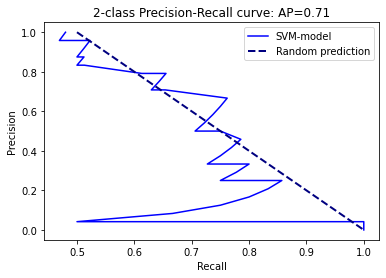 2-class Precision-Recall curve: AP=0.71
SVM-model
Random prediction
Precision
1.0
0.8
0.6
0.4
0.2
0.0
0.5 0.6 0.7 0.8 0.9 1.0
Recall